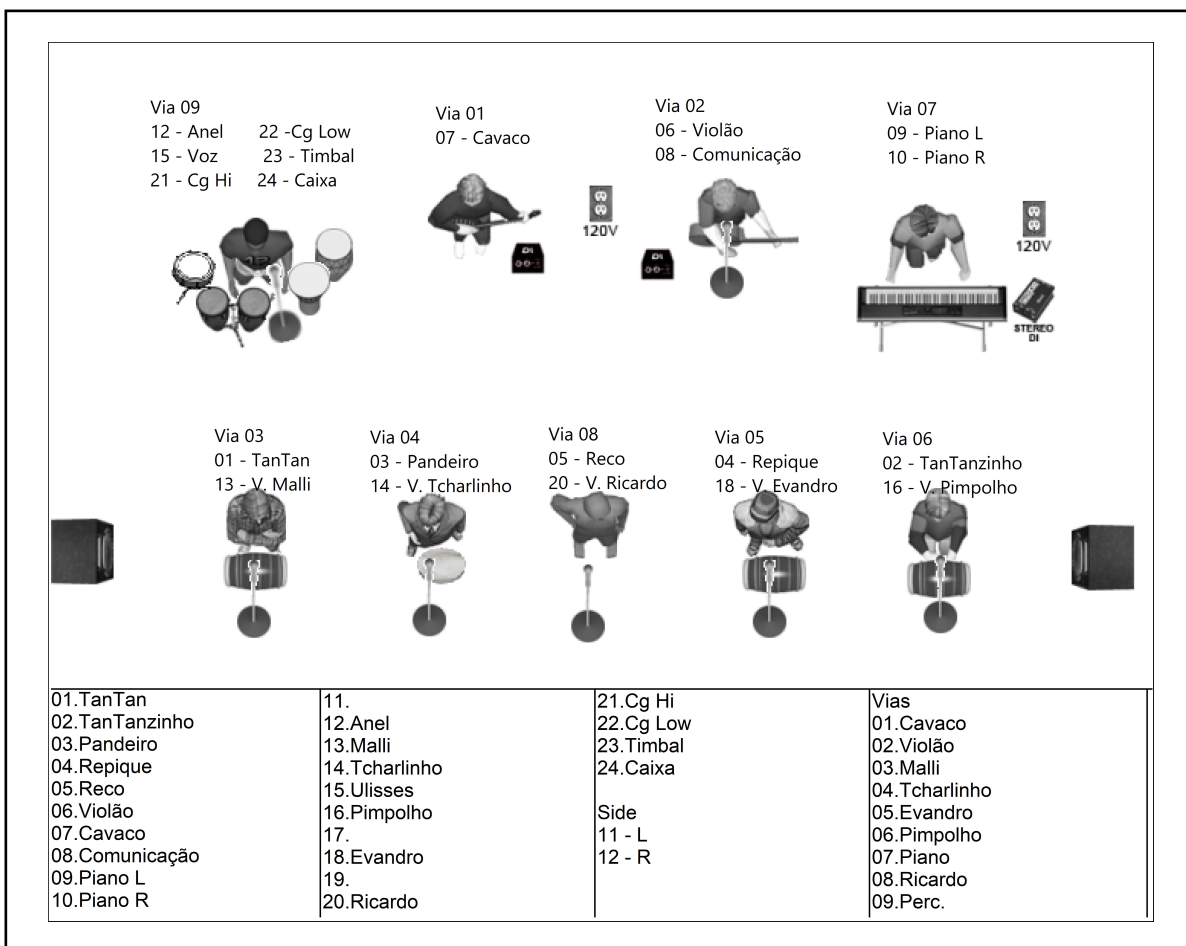 Via 09
12 - Anel 22 -Cg Low
15 - Voz 23 - Timbal
21 - Cg Hi 24 - Caixa
Via 01
07 - Cavaco
Via 02
06 - Violão
08 - Comunicação
Via 07
09 - Piano L
10 - Piano R
12
DI
120V
DI
120V
STEREO
DI
Via 03
01 - TanTan
13 - V. Malli
Via 04
03 - Pandeiro
14 - V. Tcharlinho
Via 08
05 - Reco
20 - V. Ricardo
Via 05
04 - Repique
18 - V. Evandro
Via 06
02 - TanTanzinho
16 - V. Pimpolho
01.TanTan
02.TanTanzinho
03.Pandeiro
04.Repique
05.Reco
06.Violão
07.Cavaco
08.Comunicação
09.Piano L
10.Piano R
11.
12.Anel
13.Malli
14.Tcharlinho
15.Ulisses
16.Pimpolho
17.
18.Evandro
19.
20.Ricardo
21.Cg Hi
22.Cg Low
23.Timbal
24.Caixa
Side
11 - L
12 - R
Vias
01.Cavaco
02.Violão
03.Malli
04.Tcharlinho
05.Evandro
06.Pimpolho
07.Piano
08.Ricardo
09.Perc.